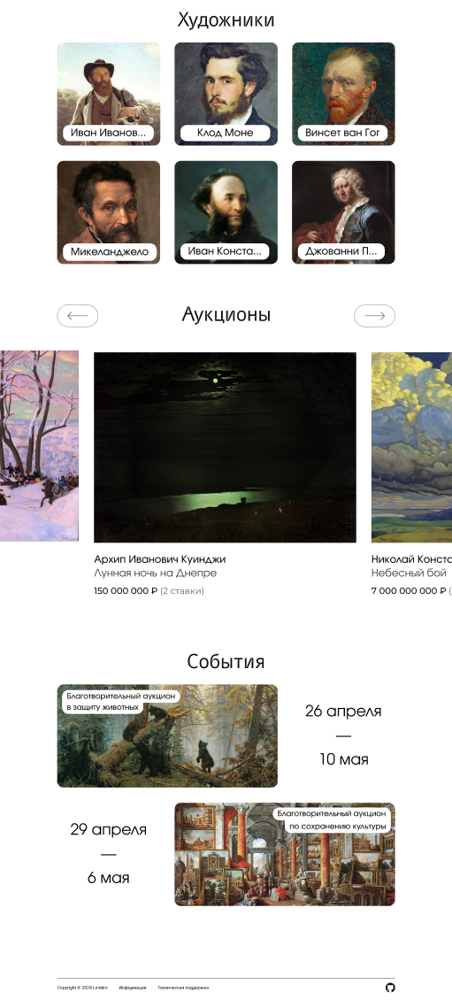 Художники
Иван Иванов...
Клод Моне
Винсет ван Гог
Микеланджело
Иван Конста...
Джованни П...
Аукционы
Архип Иванович Куинджи
Лунная ночь на Днепре
150 000 000 ₽ (2 ставки)
Николай Конста
Небесный бой
7 000 000 000 ₽ (
События
Благотворительный аукцион
в защиту животных
26 апреля
—
10 мая
29 апреля
—
6 мая
Благотворительный аукцион
по сохранению культуры
Copyright © 2024 Lindero Информация Техническая поддержка